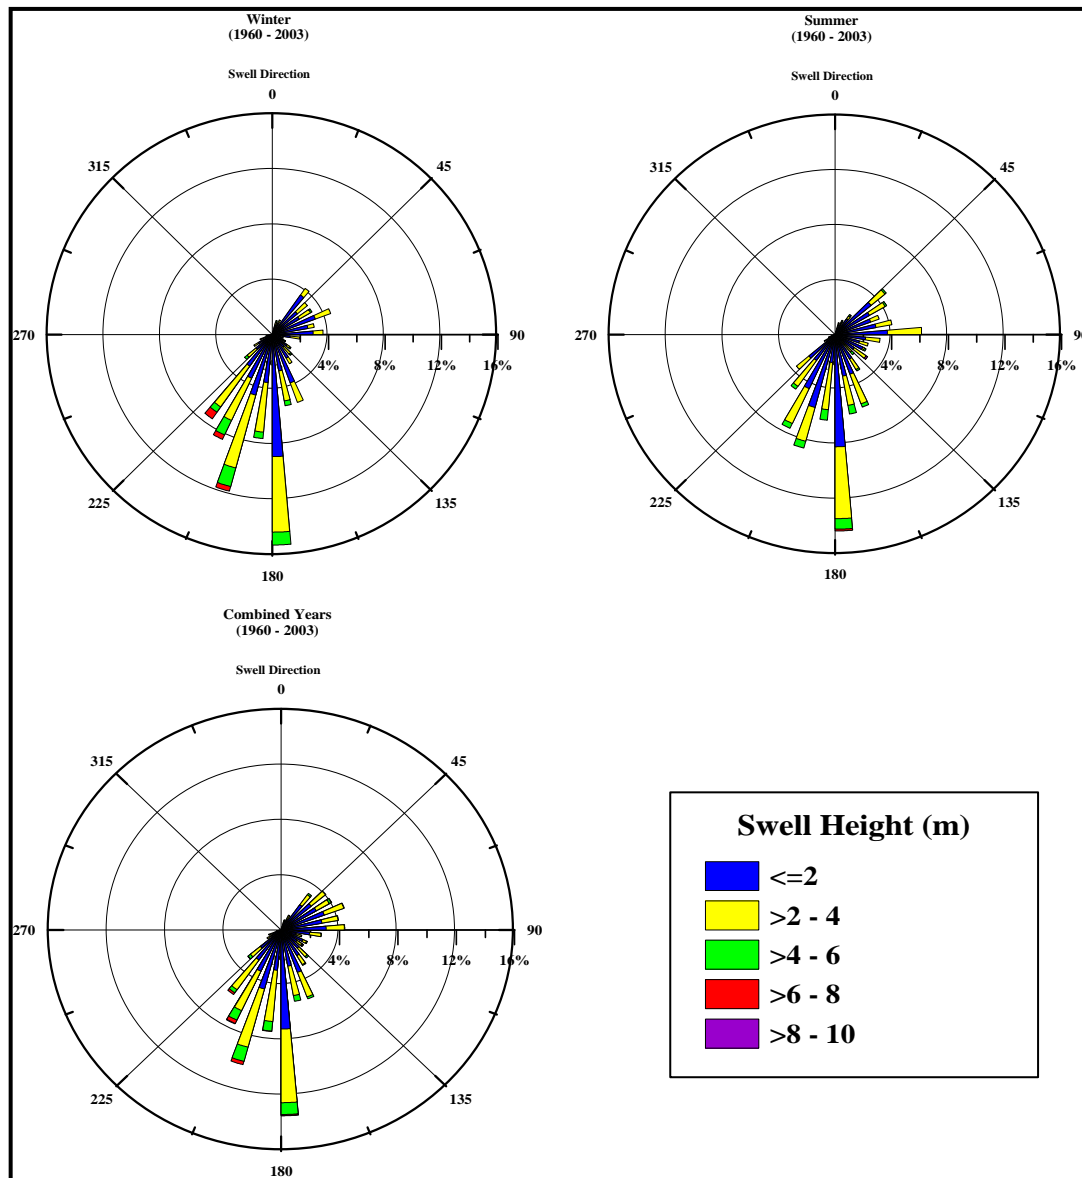 Winter
(1960 - 2003)
Swell Direction
0
45
90
4%
8%
12%
16%
135
180
225
270
315
Summer
(1960 - 2003)
Swell Direction
0
45
90
4%
8%
12%
16%
135
180
225
270
315
Combined Years
(1960 - 2003)
Swell Direction
0
45
90
4%
8%
12%
16%
135
180
225
270
315
Swell Height (m)
<=2
>2 - 4
>4 - 6
>6 - 8
>8 - 10